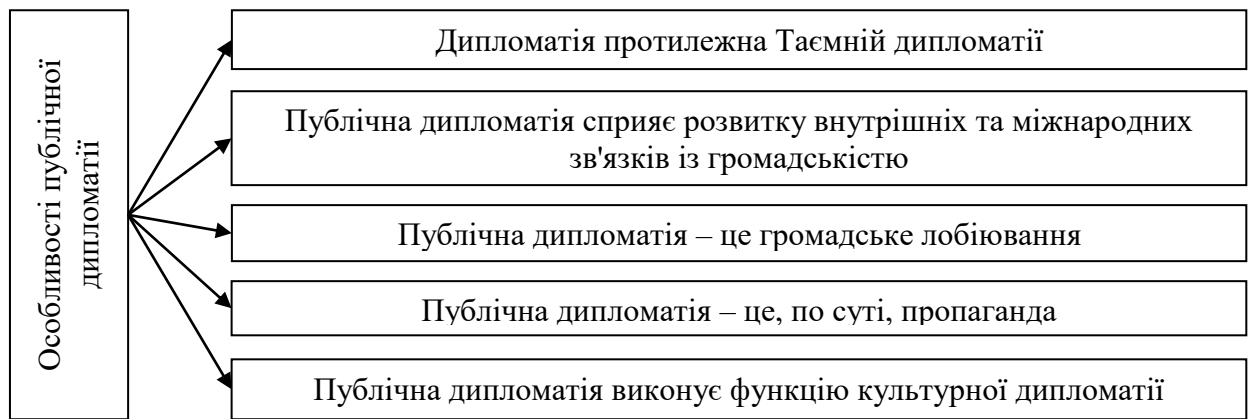 Особливості публічної
дипломатії
Дипломатія протилежна Таємній дипломатії
Публічна дипломатія сприяє розвитку внутрішніх та міжнародних
зв'язків із громадськістю
Публічна дипломатія – це громадське лобіювання
Публічна дипломатія – це, по суті, пропаганда
Публічна дипломатія виконує функцію культурної дипломатії